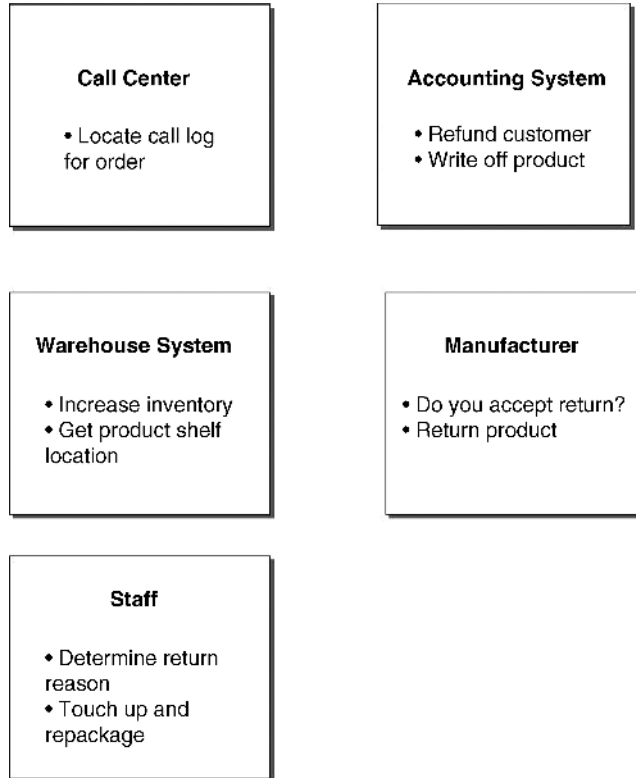 Call Center
• Locate call log
for order
Accounting System
• Refund customer
• Write off product
Warehouse System
• Increase inventory
• Get product shelf
location
Manufacturer
• Do you accept return?
• Return product
Staff
• Determine return
reason
• Touch up and
repackage